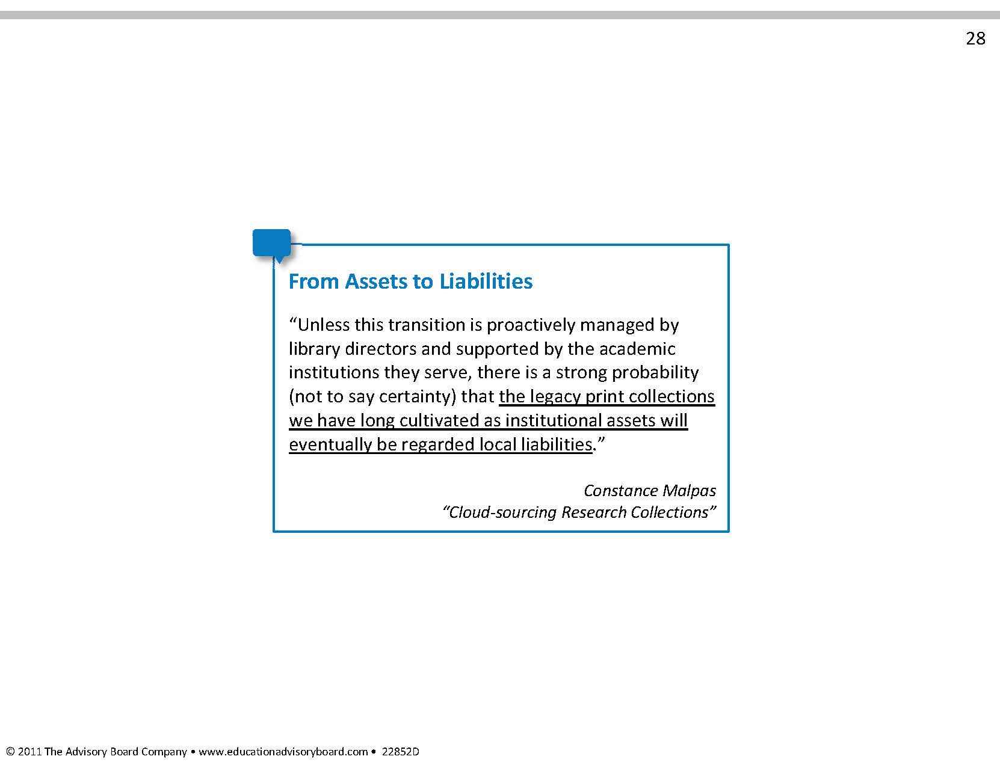 28
From Assets to Liabilities
“Unless this transition is proactively managed by
library directors and supported by the academic
institutions they serve, there is a strong probability
(not to say certainty) that the legacy print collections
we have long cultivated as institutional assets will
eventually be regarded local liabilities.”
Constance Malpas
“Cloud-sourcing Research Collections”
© 2011 The Advisory Board Company • www.educationadvisoryboard.com • 22852D